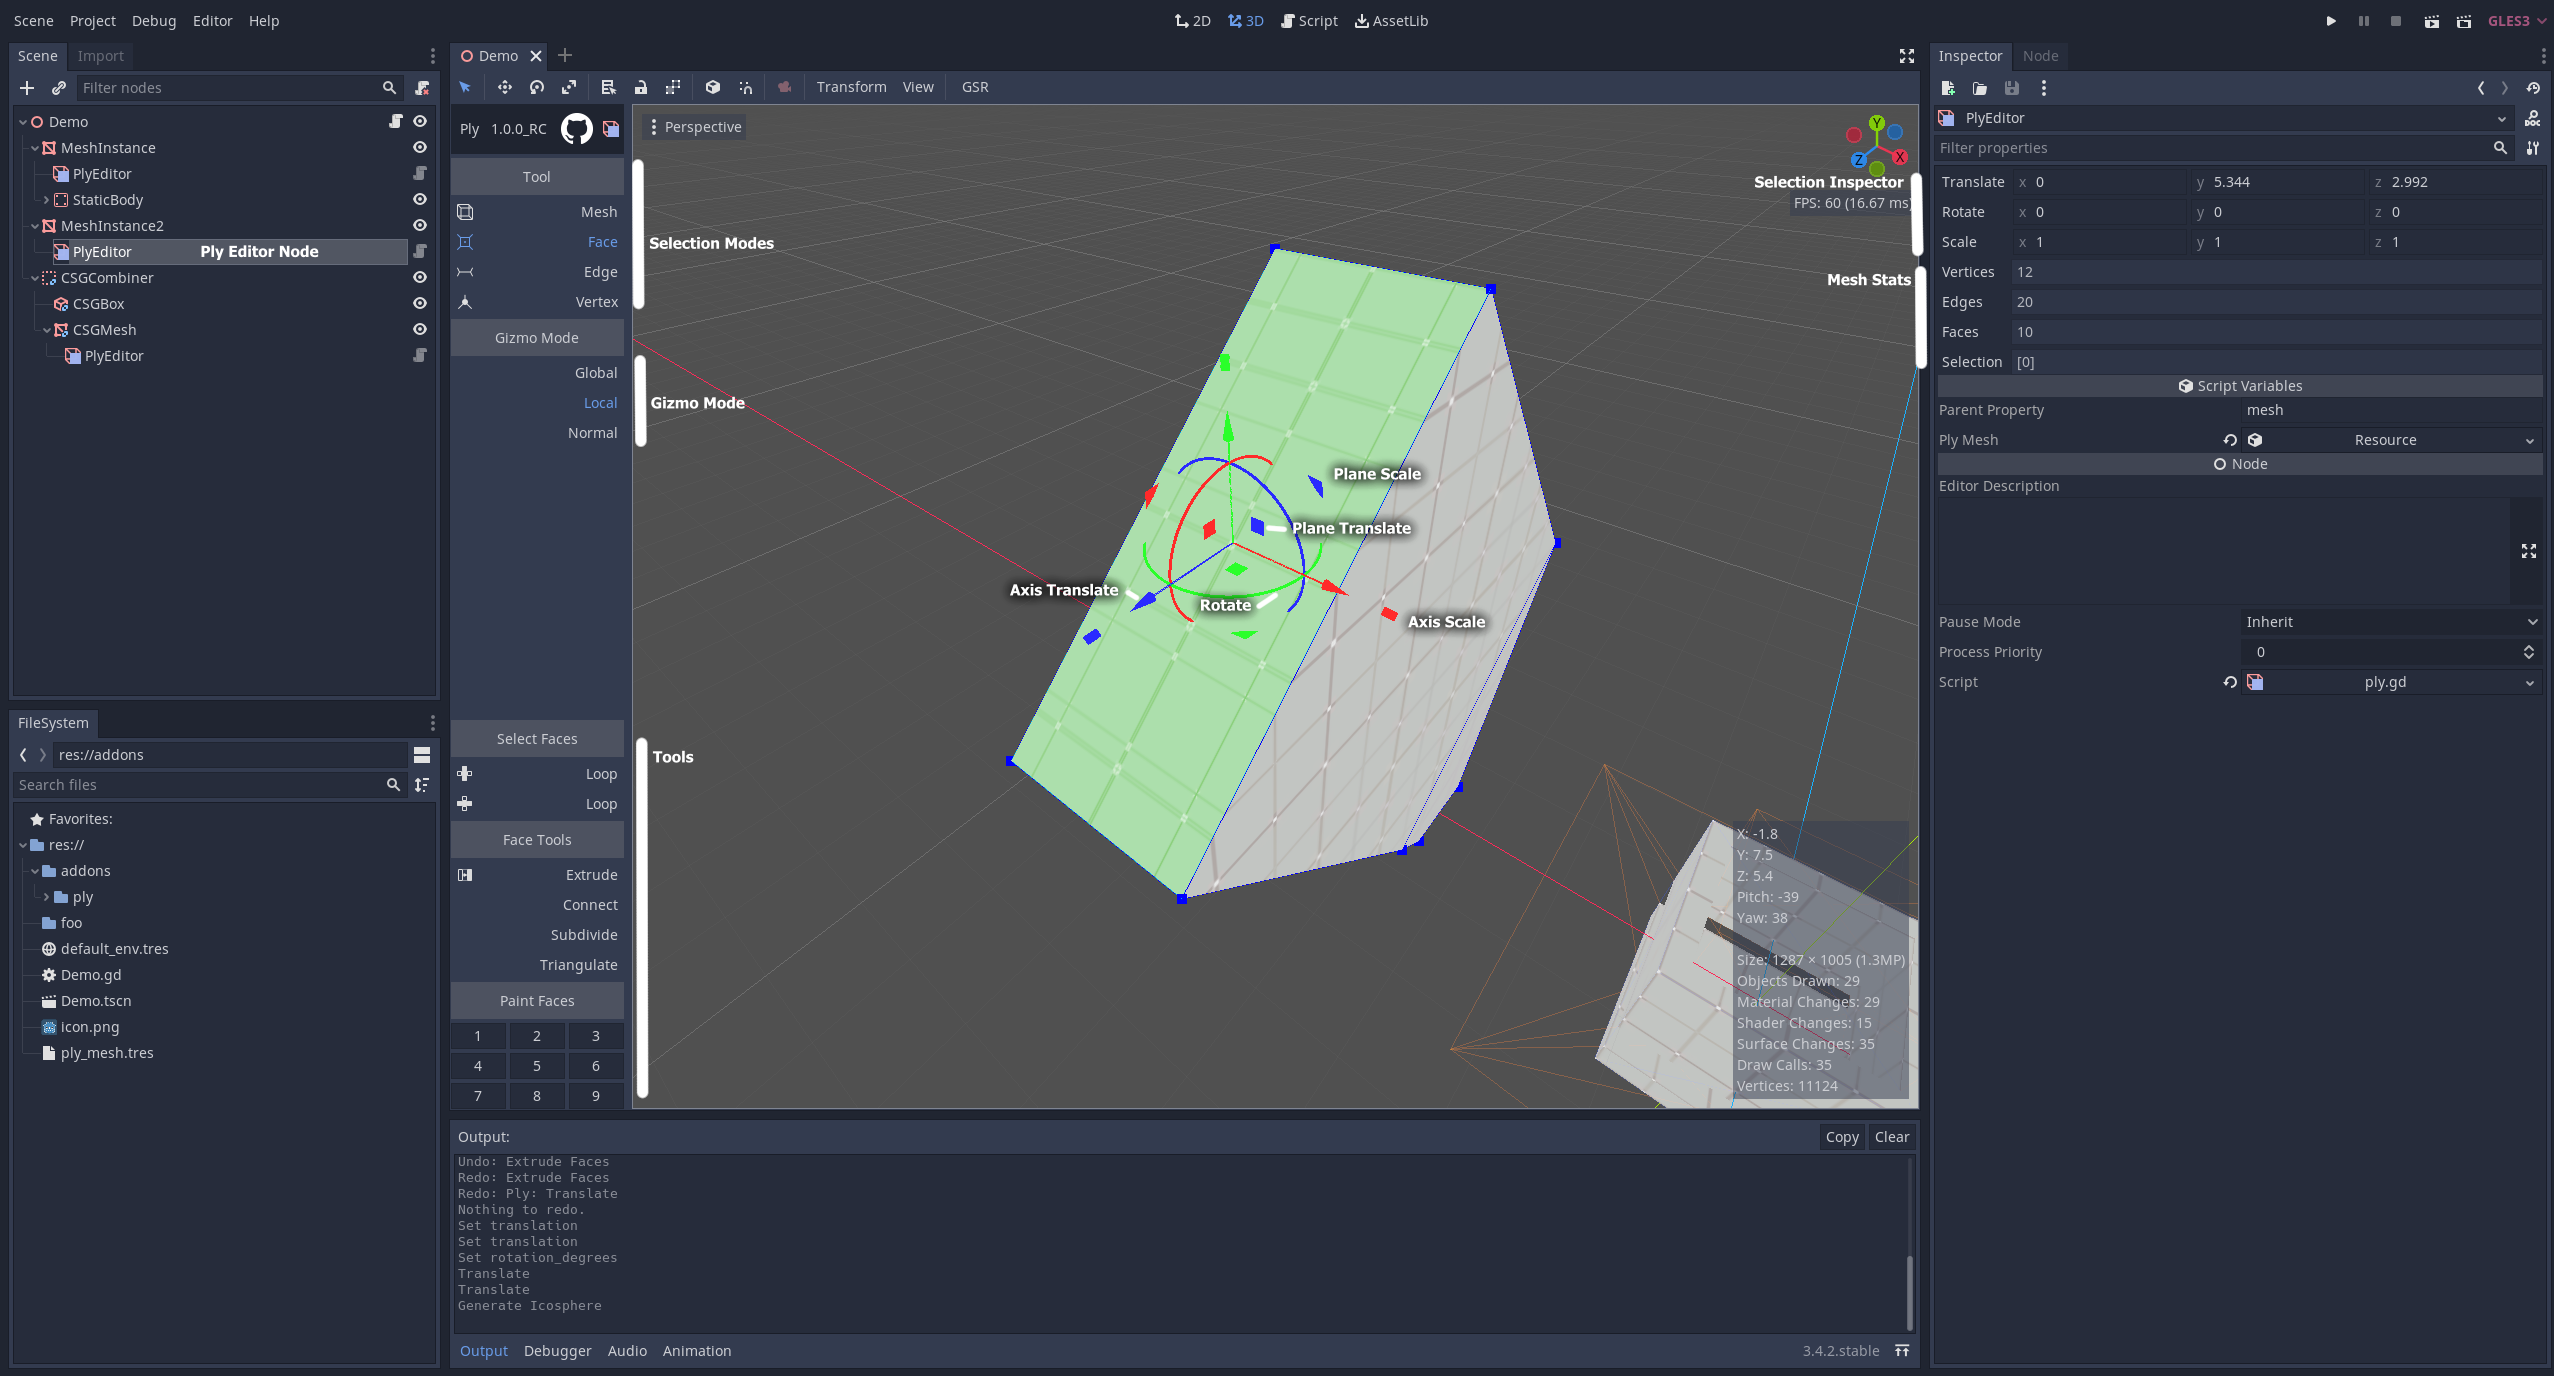 Scene Project Debug Editor Help
2D 3D Script AssetLib
GLES3
Scene Import
Filter nodes
Demo
MeshInstance
PlyEditor
StaticBody
MeshInstance2
PlyEditor Ply Editor Node
CSGCombiner
CSGBox
CSGMesh
PlyEditor
FileSystem
res://addons
Search files
Favorites:
res://
addons
ply
foo
default_env.tres
Demo.gd
Demo.tscn
icon.png
ply_mesh.tres
Demo
Transform View GSR
Ply 1.0.0_RC
Tool
Mesh
Face
Edge
Vertex
Gizmo Mode
Global
Local
Normal
Select Faces
Loop
Loop
Face Tools
Extrude
Connect
Subdivide
Triangulate
Paint Faces
1 2 3
4 5 6
7 8 9
Perspective
Y
Z X
Selection Inspector
FPS: 60 (16.67 ms)
Selection Modes
Mesh Stats
Gizmo Mode
Plane Scale
Plane Translate
Axis Translate
Rotate
Axis Scale
Tools
X: -1.8
Y: 7.5
Z: 5.4
Pitch: -39
Yaw: 38
Size: 1287 × 1005 (1.3MP)
Objects Drawn: 29
Material Changes: 29
Shader Changes: 15
Surface Changes: 35
Draw Calls: 35
Vertices: 11124
Output:
Copy Clear
Undo: Extrude Faces
Redo: Extrude Faces
Redo: Ply: Translate
Nothing to redo.
Set translation
Set translation
Set rotation_degrees
Translate
Translate
Generate Icosphere
Output Debugger Audio Animation
3.4.2.stable
Inspector Node
PlyEditor
DOC
Filter properties
Translate x 0 y 5.344 z 2.992
Rotate x 0 y 0 z 0
Scale x 1 y 1 z 1
Vertices 12
Edges 20
Faces 10
Selection [0]
Script Variables
Parent Property mesh
Ply Mesh Resource
Node
Editor Description
Pause Mode Inherit
Process Priority 0
Script ply.gd